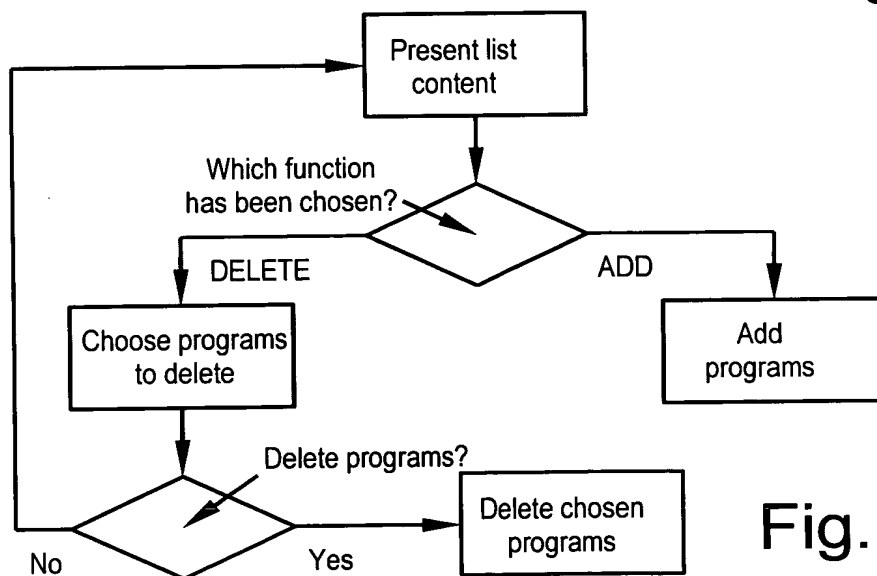 Present list
content
Which function
has been chosen?
DELETE
ADD
Choose programs
to delete
Add
programs
Delete programs?
Delete chosen
programs
No
Yes
Fig.